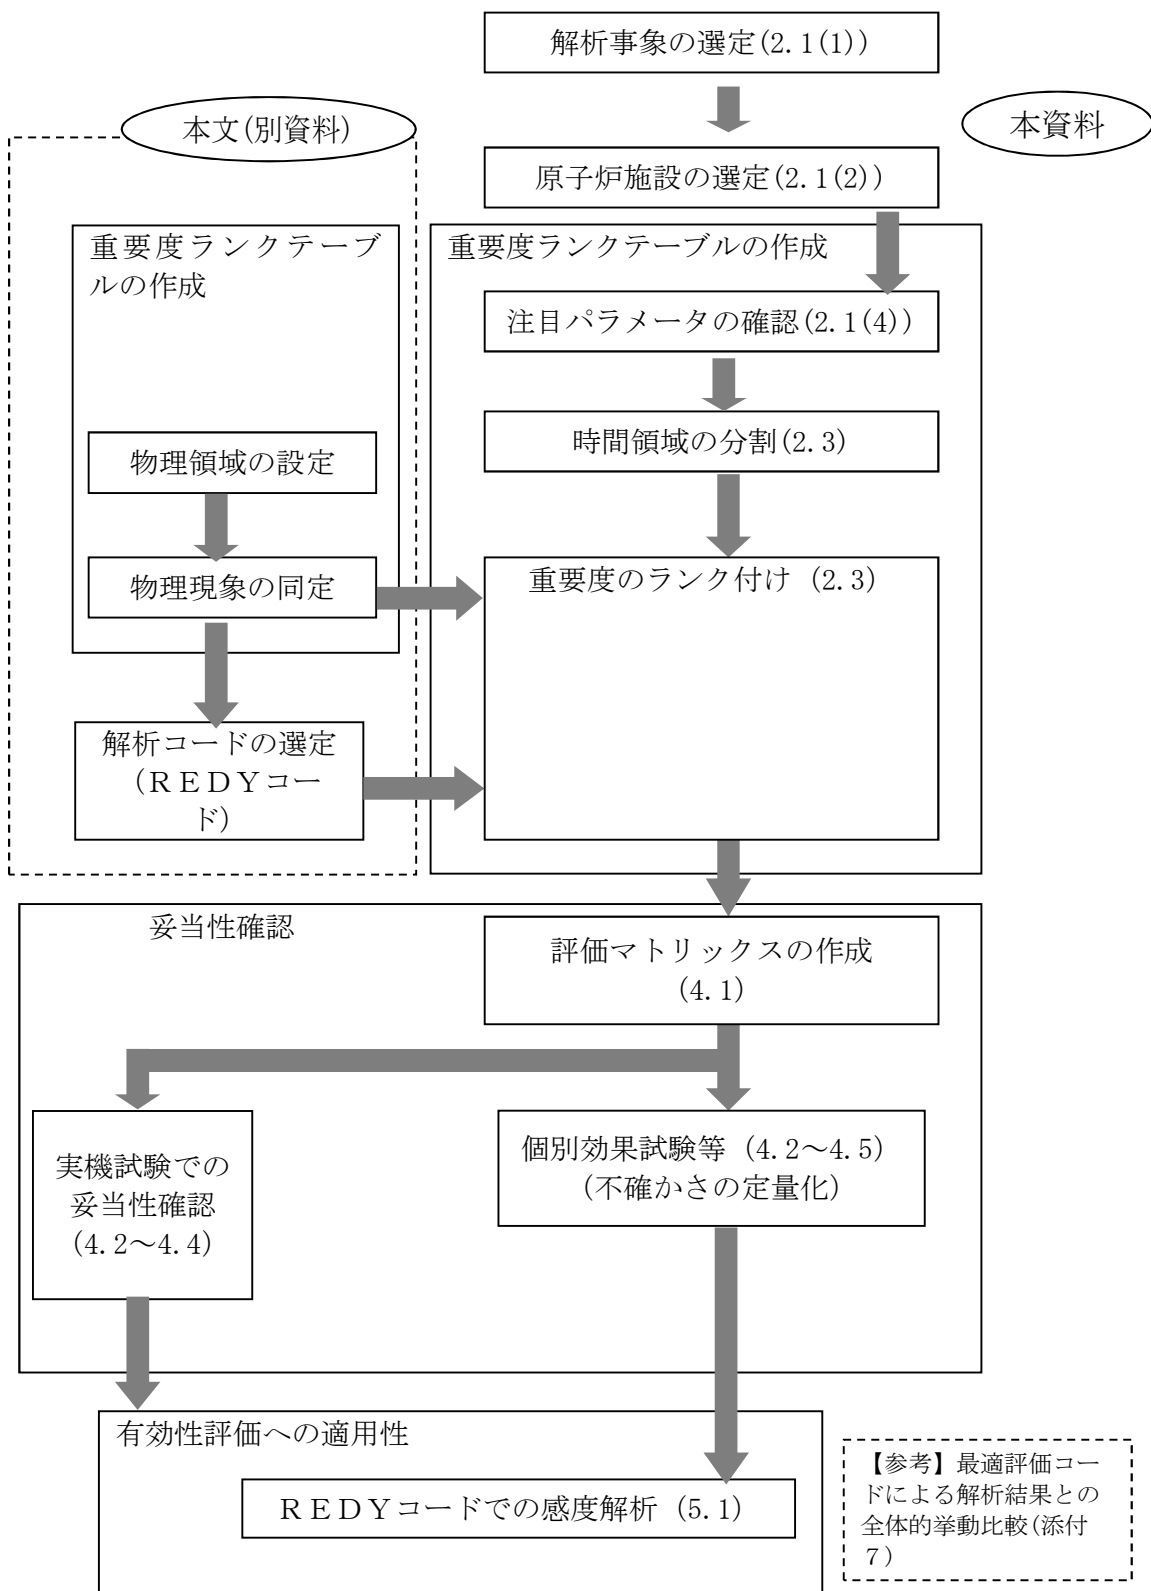 解析事象の選定(2.1(1))
本文(別資料)
本資料
原子炉施設の選定(2.1(2))
重要度ランクテーブ
ルの作成
重要度ランクテーブルの作成
注目パラメータの確認(2.1(4))
時間領域の分割(2.3)
物理領域の設定
物理現象の同定
重要度のランク付け (2.3)
解析コードの選定
(ＲＥＤＹコー
ド)
妥当性確認
評価マトリックスの作成
(4.1)
実機試験での
妥当性確認
(4.2～4.4)
個別効果試験等 (4.2～4.5)
(不確かさの定量化)
有効性評価への適用性
ＲＥＤＹコードでの感度解析 (5.1)
【参考】最適評価コー
ドによる解析結果との
全体的挙動比較(添付
７)